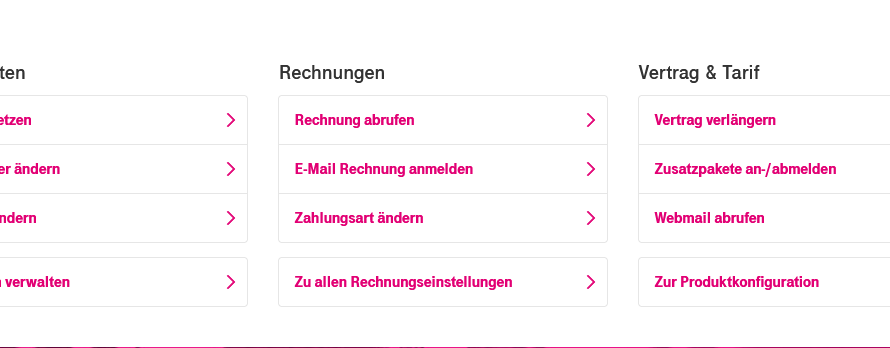 ten
etzen
er ändern
ndern
verwalten
Rechnungen
Rechnung abrufen
E-Mail Rechnung anmelden
Zahlungsart ändern
Zu allen Rechnungseinstellungen
Vertrag & Tarif
Vertrag verlängern
Zusatzpakete an-/abmelden
Webmail abrufen
Zur Produktkonfiguration